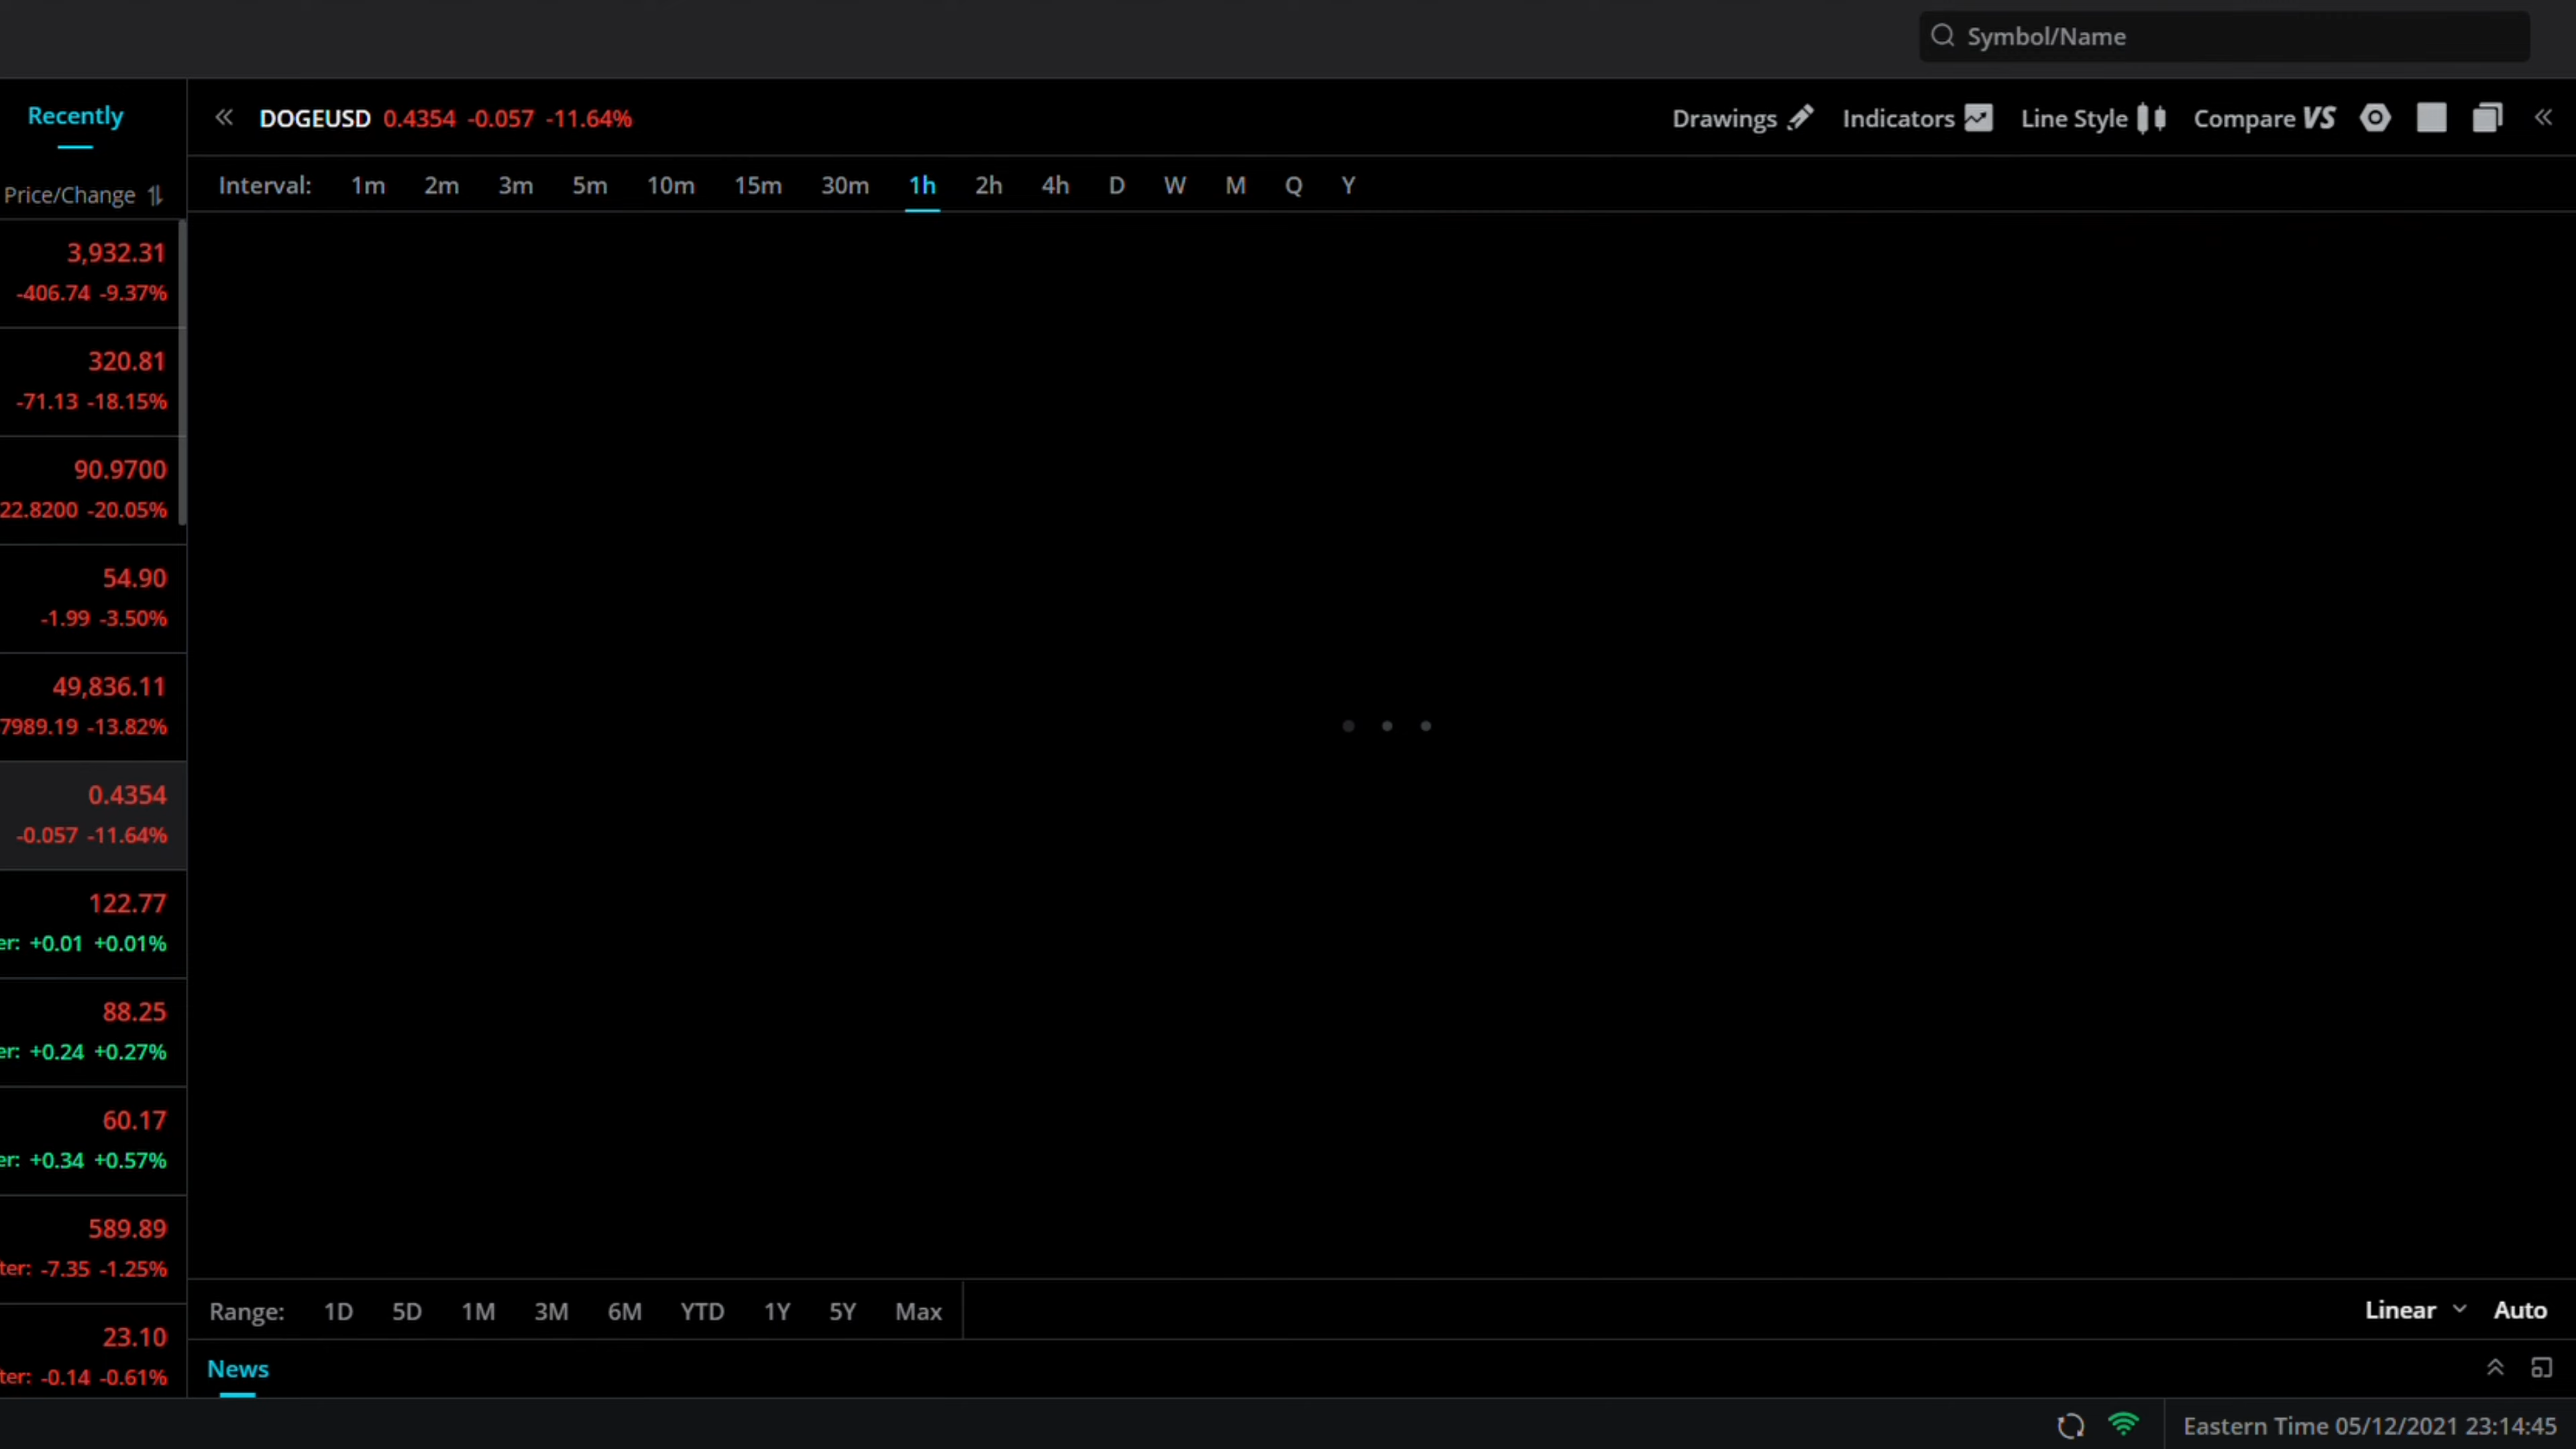 Symbol/Name
Recently
DOGEUSD 0.4354 -0.057 -11.64%
Drawings Indicators Line Style Compare VS
Price/Change
Interval: 1m 2m 3m 5m 10m 15m 30m 1h 2h 4h D W M Q Y
3,932.31
-406.74 -9.37%
320.81
-71.13 -18.15%
90.9700
22.8200 -20.05%
54.90
-1.99 -3.50%
49,836.11
7989.19 -13.82%
0.4354
-0.057 -11.64%
122.77
er: +0.01 +0.01%
88.25
er: +0.24 +0.27%
60.17
er: +0.34 +0.57%
589.89
ter: -7.35 -1.25%
23.10
ter: -0.14 -0.61%
Range: 1D 5D 1M 3M 6M YTD 1Y 5Y Max
Linear Auto
News
Eastern Time 05/12/2021 23:14:45